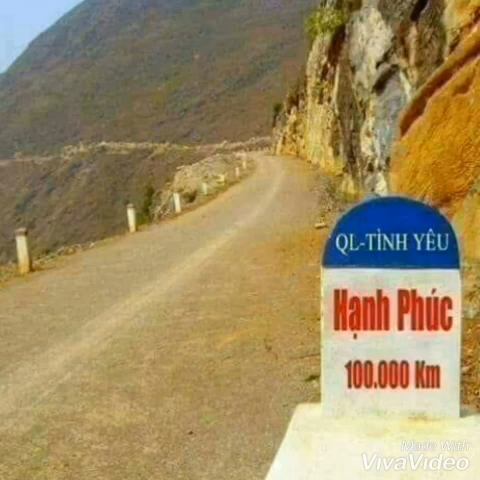 QL-TÌNH YÊU
Hạnh Phúc
100.000 Km
Made With
VivaVideo